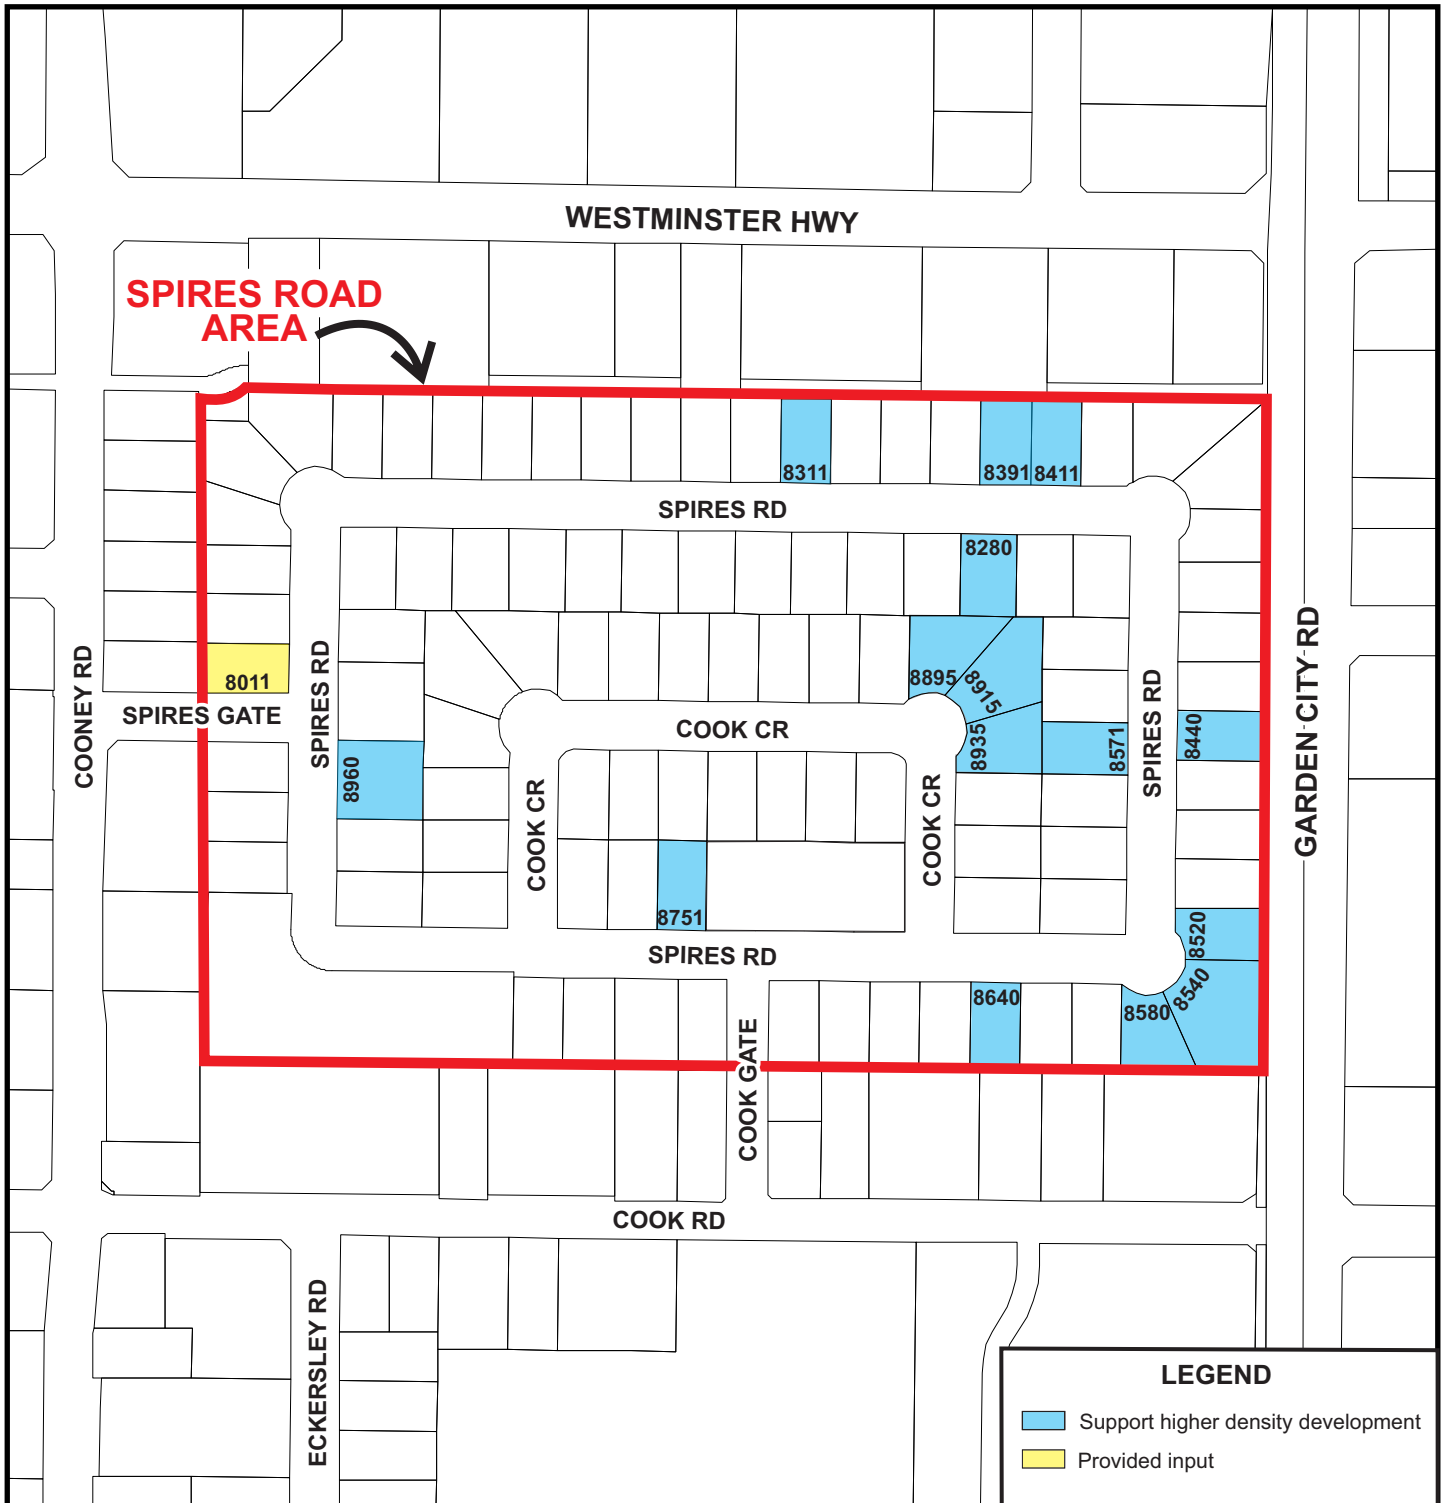 WESTMINSTER HWY
SPIRES ROAD
AREA
8311
8391
8411
SPIRES RD
8280
COONEY RD
8011
SPIRES GATE
SPIRES RD
8895
8915
8935
COOK CR
8571
SPIRES RD
8440
GARDEN CITY RD
8960
COOK CR
COOK CR
8751
8520
SPIRES RD
8540
8640
8580
COOK GATE
COOK RD
ECKERSLEY RD
LEGEND
Support higher density development
Provided input